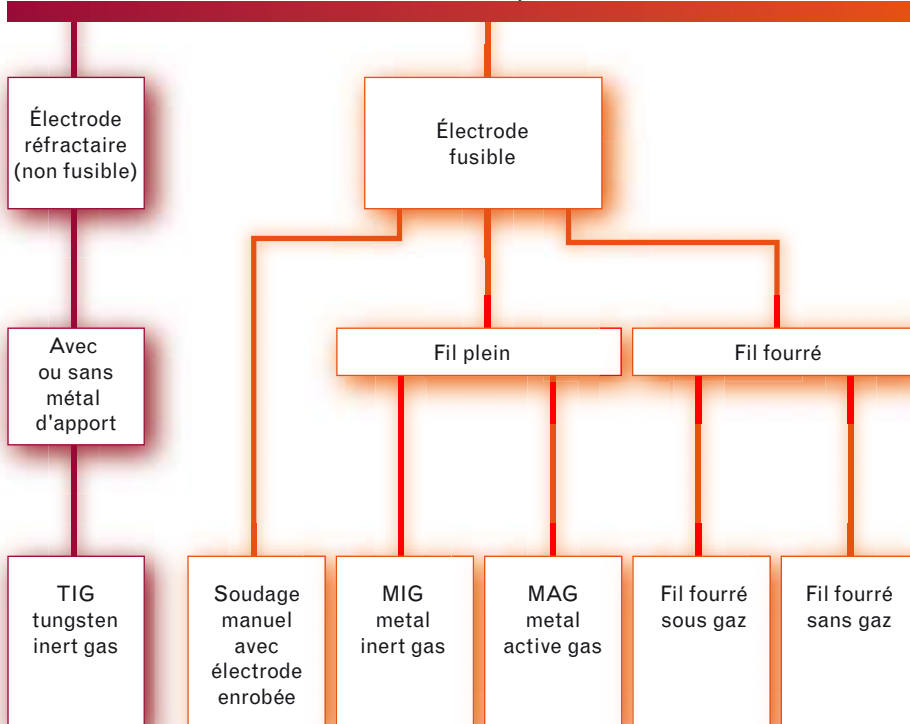 Électrode
réfractaire
(non fusible)
Électrode
fusible
Avec
ou sans
métal
d'apport
Fil plein
Fil fourré
TIG
tungsten
inert gas
Soudage
manuel
avec
électrode
enrobée
MIG
metal
inert gas
MAG
metal
active gas
Fil fourré
sous gaz
Fil fourré
sans gaz